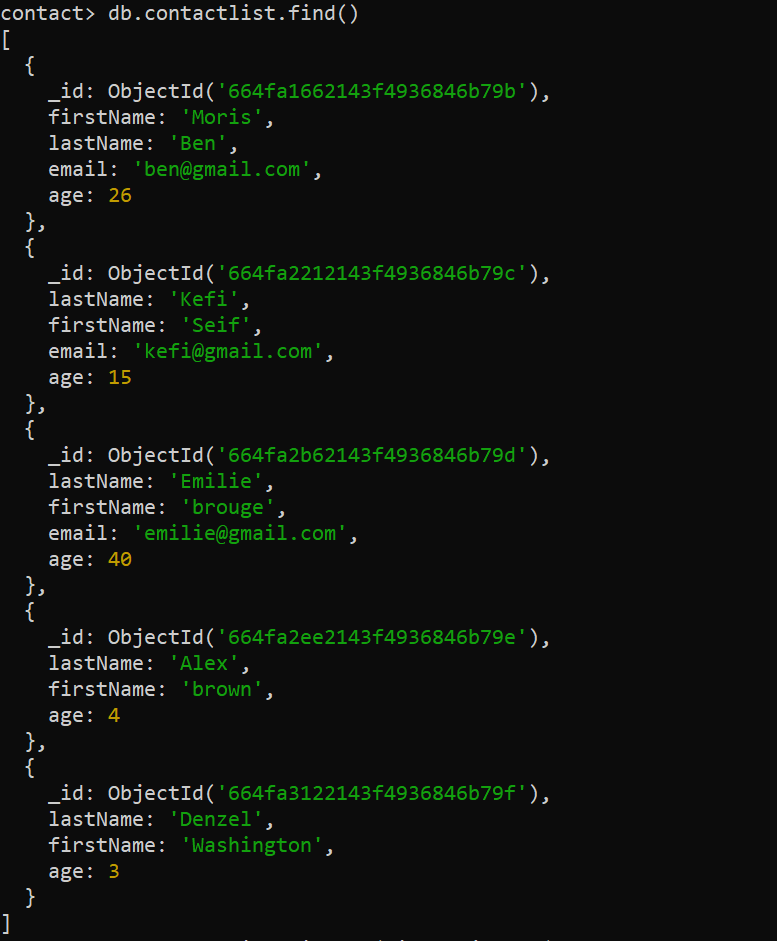 contact> db.contactlist.find()
[
  {
    _id: ObjectId('664fa1662143f4936846b79b'),
    firstName: 'Moris',
    lastName: 'Ben',
    email: 'ben@gmail.com',
    age: 26
  },
  {
    _id: ObjectId('664fa2212143f4936846b79c'),
    lastName: 'Kefi',
    firstName: 'Seif',
    email: 'kefi@gmail.com',
    age: 15
  },
  {
    _id: ObjectId('664fa2b62143f4936846b79d'),
    lastName: 'Emilie',
    firstName: 'brouge',
    email: 'emilie@gmail.com',
    age: 40
  },
  {
    _id: ObjectId('664fa2ee2143f4936846b79e'),
    lastName: 'Alex',
    firstName: 'brown',
    age: 4
  },
  {
    _id: ObjectId('664fa3122143f4936846b79f'),
    lastName: 'Denzel',
    firstName: 'Washington',
    age: 3
  }
]